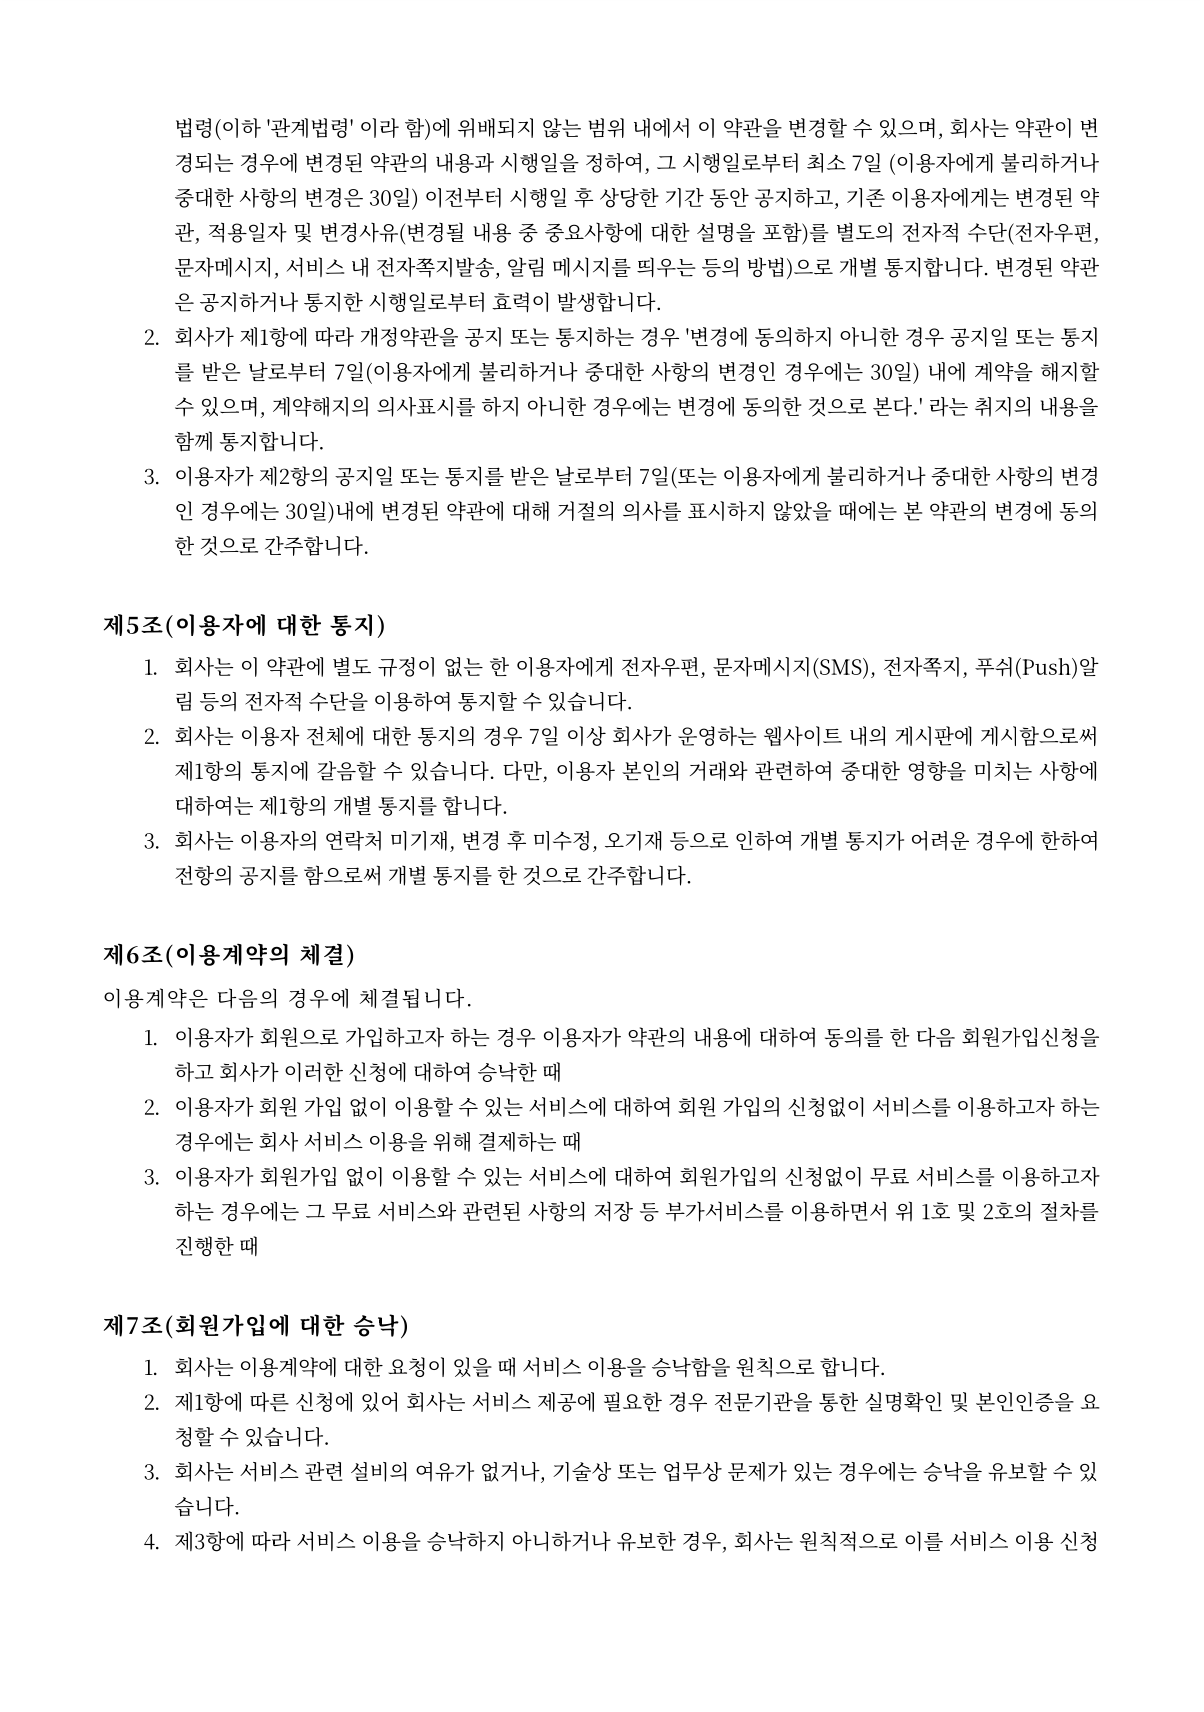 법령(이하 '관계법령' 이라 함)에 위배되지 않는 범위 내에서 이 약관을 변경할 수 있으며, 회사는 약관이 변
경되는 경우에 변경된 약관의 내용과 시행일을 정하여, 그 시행일로부터 최소 7일 (이용자에게 불리하거나
중대한 사항의 변경은 30일) 이전부터 시행일 후 상당한 기간 동안 공지하고, 기존 이용자에게는 변경된 약
관, 적용일자 및 변경사유(변경될 내용 중 중요사항에 대한 설명을 포함)를 별도의 전자적 수단(전자우편,
문자메시지, 서비스 내 전자쪽지발송, 알림 메시지를 띄우는 등의 방법)으로 개별 통지합니다. 변경된 약관
은 공지하거나 통지한 시행일로부터 효력이 발생합니다.
2. 회사가 제1항에 따라 개정약관을 공지 또는 통지하는 경우 '변경에 동의하지 아니한 경우 공지일 또는 통지
를 받은 날로부터 7일(이용자에게 불리하거나 중대한 사항의 변경인 경우에는 30일) 내에 계약을 해지할
수 있으며, 계약해지의 의사표시를 하지 아니한 경우에는 변경에 동의한 것으로 본다.' 라는 취지의 내용을
함께 통지합니다.
3. 이용자가 제2항의 공지일 또는 통지를 받은 날로부터 7일(또는 이용자에게 불리하거나 중대한 사항의 변경
인 경우에는 30일)내에 변경된 약관에 대해 거절의 의사를 표시하지 않았을 때에는 본 약관의 변경에 동의
한 것으로 간주합니다.
제5조(이용자에 대한 통지)
1. 회사는 이 약관에 별도 규정이 없는 한 이용자에게 전자우편, 문자메시지(SMS), 전자쪽지, 푸쉬(Push)알
림 등의 전자적 수단을 이용하여 통지할 수 있습니다.
2. 회사는 이용자 전체에 대한 통지의 경우 7일 이상 회사가 운영하는 웹사이트 내의 게시판에 게시함으로써
제1항의 통지에 갈음할 수 있습니다. 다만, 이용자 본인의 거래와 관련하여 중대한 영향을 미치는 사항에
대하여는 제1항의 개별 통지를 합니다.
3. 회사는 이용자의 연락처 미기재, 변경 후 미수정, 오기재 등으로 인하여 개별 통지가 어려운 경우에 한하여
전항의 공지를 함으로써 개별 통지를 한 것으로 간주합니다.
제6조(이용계약의 체결)
이용계약은 다음의 경우에 체결됩니다.
1. 이용자가 회원으로 가입하고자 하는 경우 이용자가 약관의 내용에 대하여 동의를 한 다음 회원가입신청을
하고 회사가 이러한 신청에 대하여 승낙한 때
2. 이용자가 회원 가입 없이 이용할 수 있는 서비스에 대하여 회원 가입의 신청없이 서비스를 이용하고자 하는
경우에는 회사 서비스 이용을 위해 결제하는 때
3. 이용자가 회원가입 없이 이용할 수 있는 서비스에 대하여 회원가입의 신청없이 무료 서비스를 이용하고자
하는 경우에는 그 무료 서비스와 관련된 사항의 저장 등 부가서비스를 이용하면서 위 1호 및 2호의 절차를
진행한 때
제7조(회원가입에 대한 승낙)
1. 회사는 이용계약에 대한 요청이 있을 때 서비스 이용을 승낙함을 원칙으로 합니다.
2. 제1항에 따른 신청에 있어 회사는 서비스 제공에 필요한 경우 전문기관을 통한 실명확인 및 본인인증을 요
청할 수 있습니다.
3. 회사는 서비스 관련 설비의 여유가 없거나, 기술상 또는 업무상 문제가 있는 경우에는 승낙을 유보할 수 있
습니다.
4. 제3항에 따라 서비스 이용을 승낙하지 아니하거나 유보한 경우, 회사는 원칙적으로 이를 서비스 이용 신청